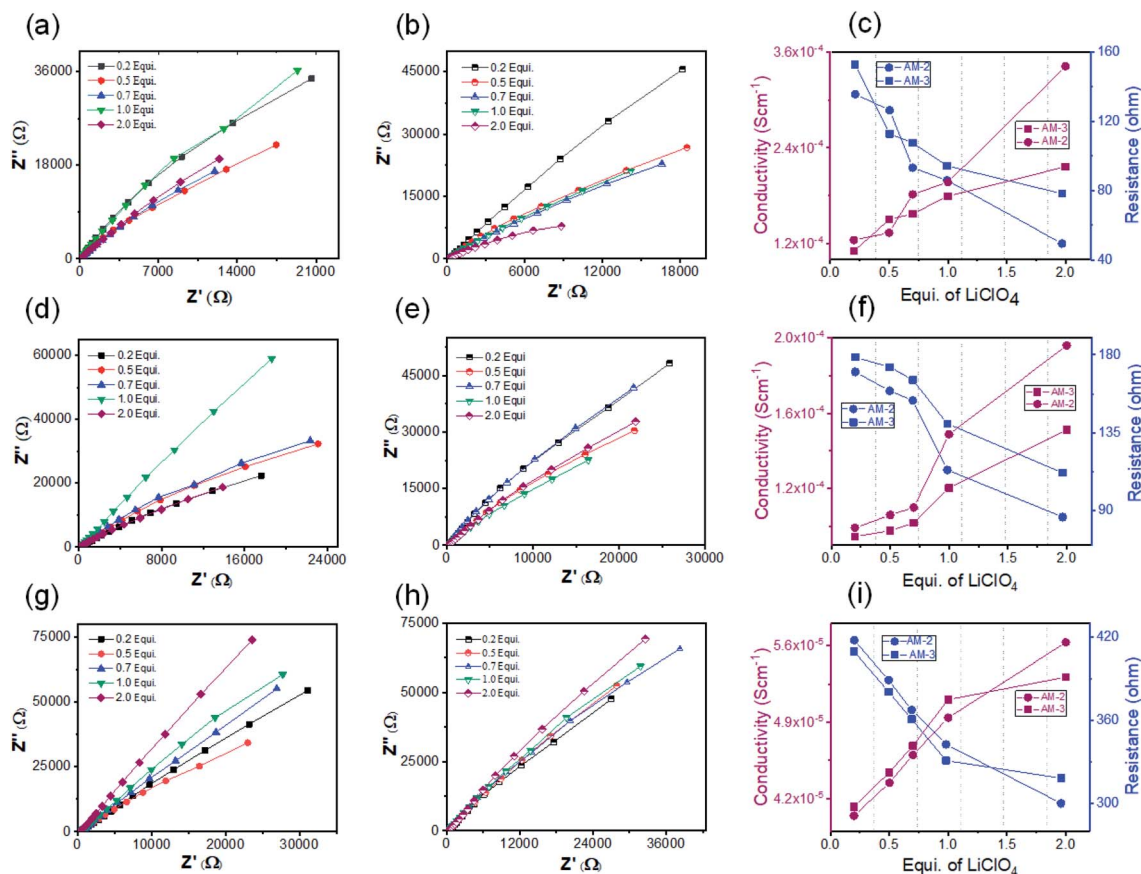 (a)
0.2 Equi.
0.5 Equi.
0.7 Equi.
1.0 Equi
2.0 Equi.
36000
18000
0
0 7000 14000 21000
Z'' (Ω)
Z' (Ω)
(b)
0.2 Equi.
0.5 Equi.
0.7 Equi.
1.0 Equi.
2.0 Equi.
45000
30000
15000
0
0 6000 12000 18000
Z'' (Ω)
Z' (Ω)
(c)
AM-2
AM-3
AM-3
AM-2
3.6x10⁻⁴
2.4x10⁻⁴
1.2x10⁻⁴
160
120
80
40
0.0 0.5 1.0 1.5 2.0
Conductivity (Scm⁻¹)
Resistance (ohm)
Equi. of LiClO₄
(d)
0.2 Equi.
0.5 Equi.
0.7 Equi.
1.0 Equi.
2.0 Equi.
60000
40000
20000
0
0 8000 16000 24000
Z'' (Ω)
Z' (Ω)
(e)
0.2 Equi
0.5 Equi
0.7 Equi
1.0 Equi
2.0 Equi
45000
30000
15000
0
0 10000 20000 30000
Z'' (Ω)
Z' (Ω)
(f)
AM-2
AM-3
AM-3
AM-2
2.0x10⁻⁴
1.6x10⁻⁴
1.2x10⁻⁴
180
135
90
0.0 0.5 1.0 1.5 2.0
Conductivity (Scm⁻¹)
Resistance (ohm)
Equi. of LiClO₄
(g)
0.2 Equi.
0.5 Equi.
0.7 Equi.
1.0 Equi.
2.0 Equi.
75000
50000
25000
0
0 10000 20000 30000
Z'' (Ω)
Z' (Ω)
(h)
0.2 Equi.
0.5 Equi.
0.7 Equi.
1.0 Equi.
2.0 Equi.
75000
50000
25000
0
0 12000 24000 36000
Z'' (Ω)
Z' (Ω)
(i)
AM-2
AM-3
AM-2
AM-3
5.6x10⁻⁵
4.9x10⁻⁵
4.2x10⁻⁵
420
360
300
0.0 0.5 1.0 1.5 2.0
Conductivity (Scm⁻¹)
Resistance (ohm)
Equi. of LiClO₄